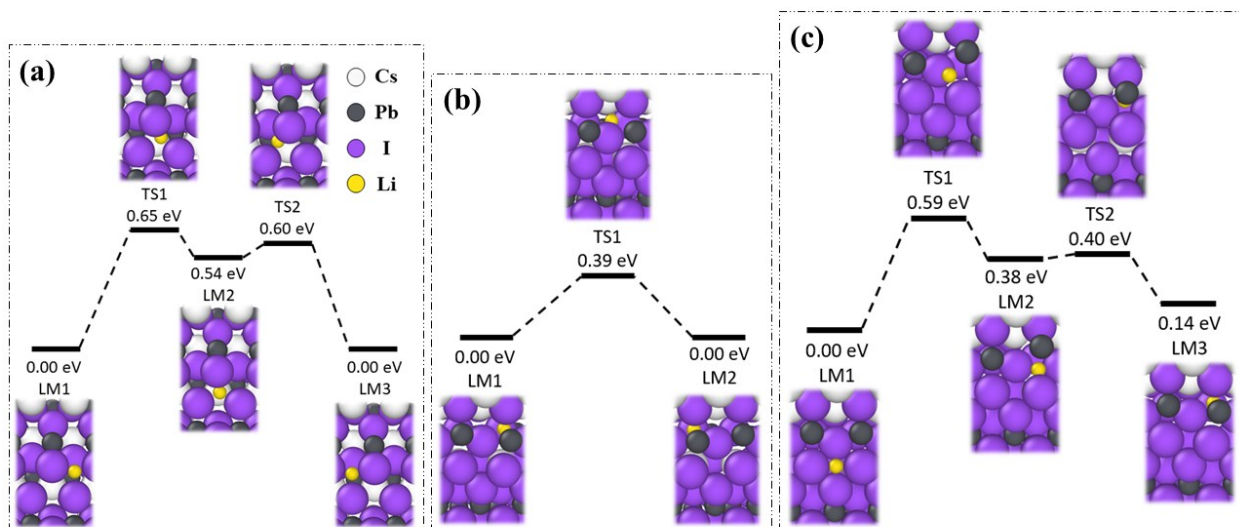 (a)
Cs
Pb
I
Li
TS1
0.65 eV
TS2
0.60 eV
0.54 eV
LM2
0.00 eV
LM1
0.00 eV
LM3
(b)
TS1
0.39 eV
0.00 eV
LM1
0.00 eV
LM2
(c)
TS1
0.59 eV
TS2
0.40 eV
0.38 eV
LM2
0.00 eV
LM1
0.14 eV
LM3